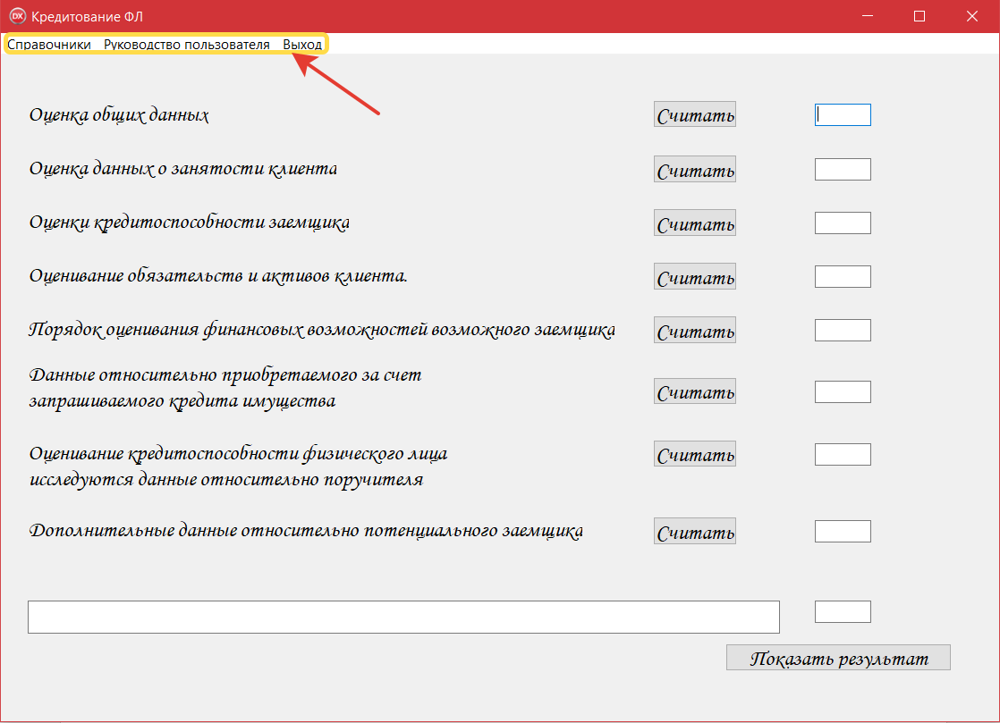 DX Кредитование ФЛ
Справочники Руководство пользователя Выход
Оценка общих данных Считать
Оценка данных о занятости клиента Считать
Оценки кредитоспособности заемщика Считать
Оценивание обязательств и активов клиента. Считать
Порядок оценивания финансовых возможностей возможного заемщика Считать
Данные относительно приобретаемого за счет
запрашиваемого кредита имущества Считать
Оценивание кредитоспособности физического лица
исследуются данные относительно поручителя Считать
Дополнительные данные относительно потенциального заемщика Считать
Показать результат